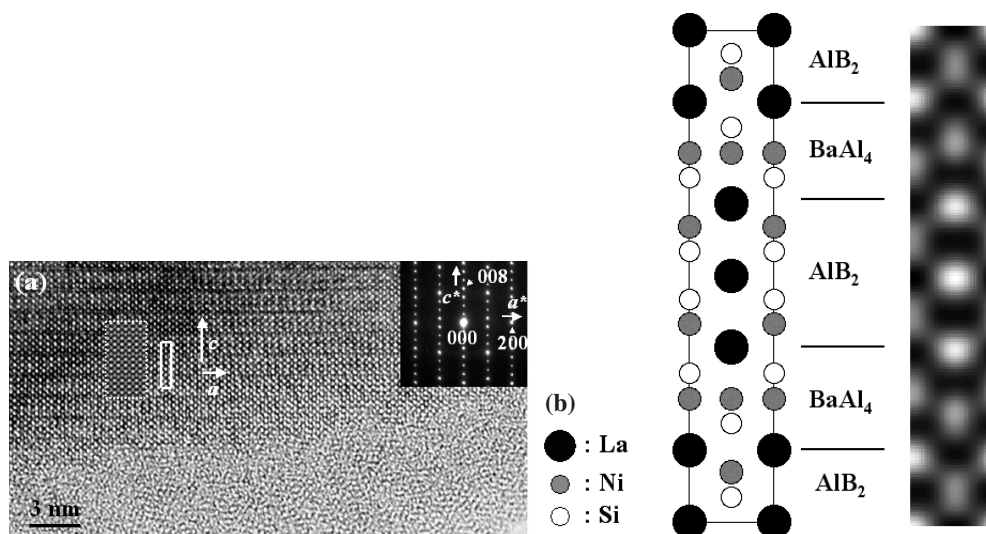 (a)
008
c*
a*
000
200
c
a
3 nm
(b)
: La
: Ni
: Si
AlB2
BaAl4
AlB2
BaAl4
AlB2